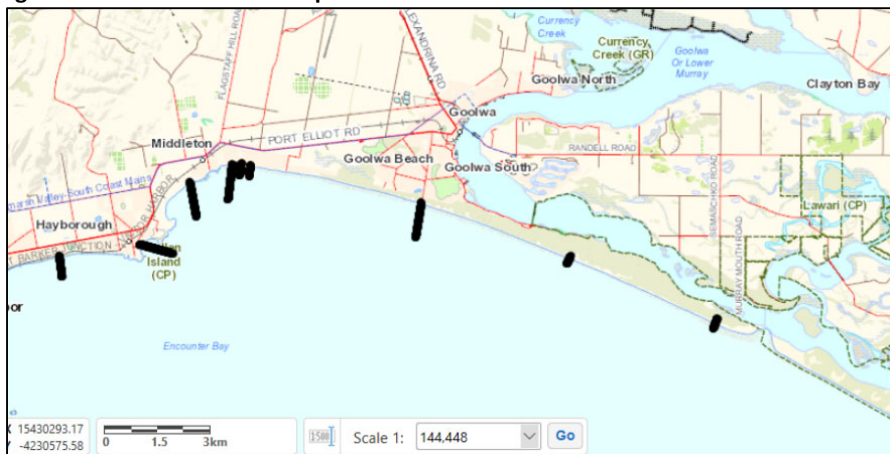 Currency
Creek
Currency
Creek (GR)
Goolwa
Or Lower
Murray
FLAGSTAFF HILL ROAD
ALEXANDRINA RD
Goolwa North
Clayton Bay
Goolwa
Middleton
PORT ELLIOT RD
RANDELL ROAD
Goolwa Beach
Goolwa South
Hayborough
Lawari (CP)
MURRAY MOUTH ROAD
Island
(CP)
Encounter Bay
X 15430293.17
Y -4230575.58
0 1.5 3km
Scale 1: 144,448 Go